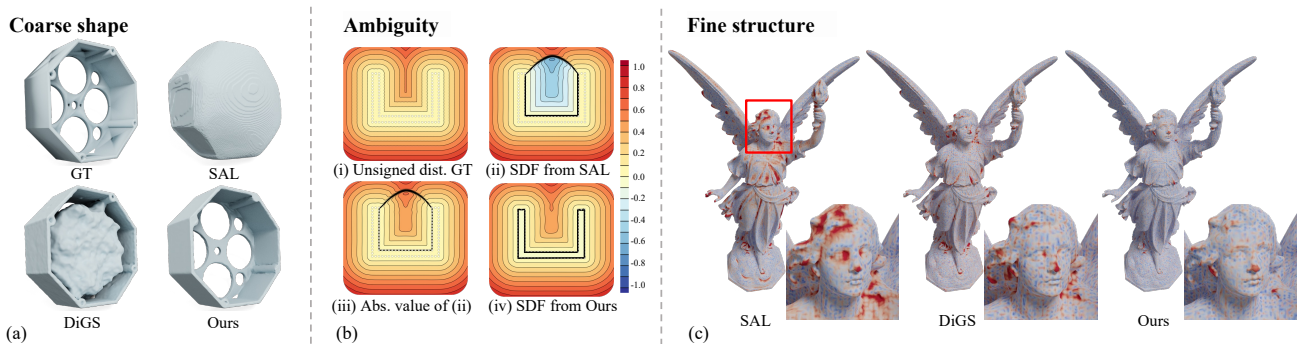 Coarse shape
GT
SAL
DiGS
Ours
(a)
Ambiguity
(i) Unsigned dist. GT
(ii) SDF from SAL
(iii) Abs. value of (ii)
(iv) SDF from Ours
1.0
0.8
0.6
0.4
0.2
0.0
-0.2
-0.4
-0.6
-0.8
-1.0
(b)
Fine structure
SAL
DiGS
Ours
(c)